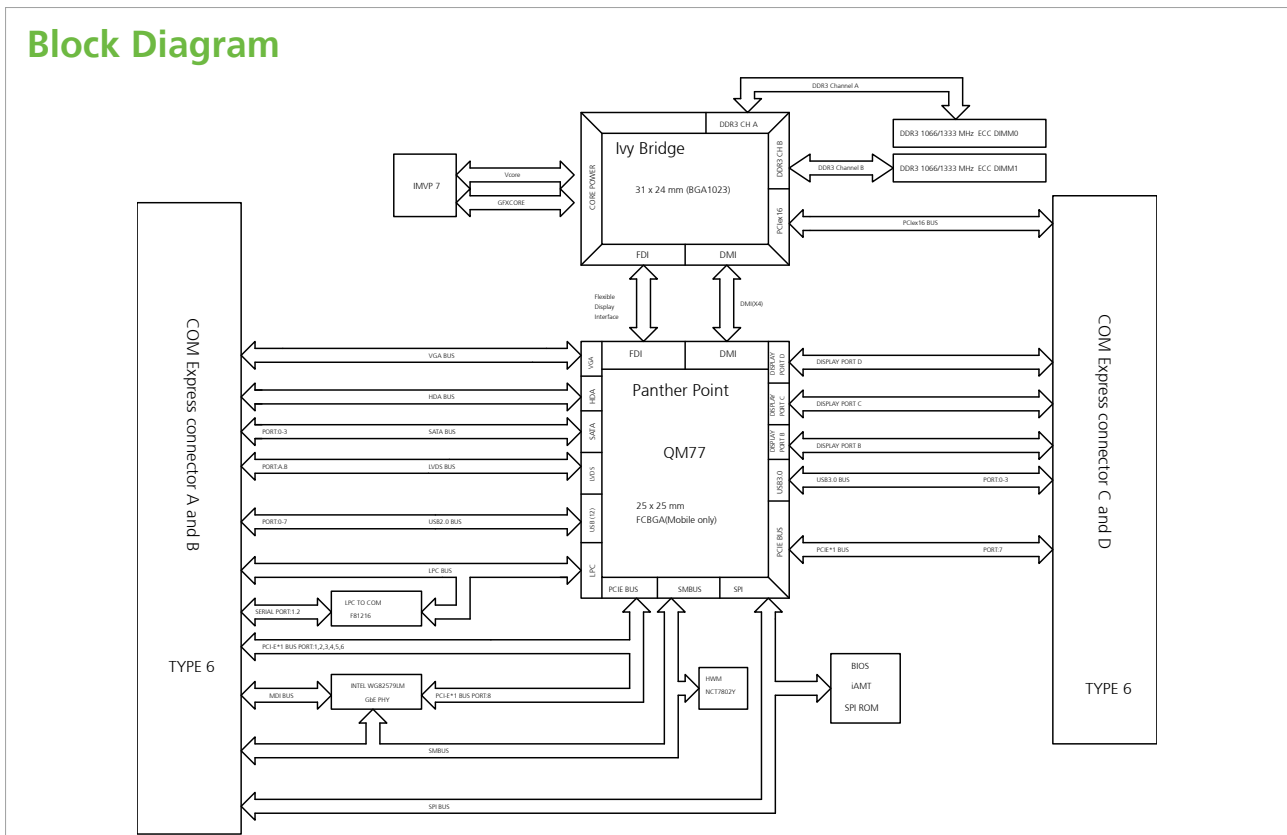 Block Diagram
DDR3 Channel A
DDR3 CH A
DDR3 1066/1333 MHz ECC DIMM0
Ivy Bridge
31 x 24 mm (BGA1023)
CORE POWER
DDR3 CH B
DDR3 Channel B
DDR3 1066/1333 MHz ECC DIMM1
IMVP 7
Vcore
GFXCORE
PCIex16
PCIex16 BUS
FDI
DMI
Flexible
Display
Interface
DMI(X4)
COM Express connector A and B
TYPE 6
COM Express connector C and D
TYPE 6
FDI
DMI
Panther Point
QM77
25 x 25 mm
FCBGA(Mobile only)
VGA BUS
VGA
HDA BUS
HDA
PORT:0-3
SATA BUS
SATA
PORT:A.B
LVDS BUS
LVDS
PORT:0-7
USB2.0 BUS
USB (12)
LPC BUS
LPC
DISPLAY
PORT D
DISPLAY PORT D
DISPLAY
PORT C
DISPLAY PORT C
DISPLAY
PORT B
DISPLAY PORT B
USB3.0
USB3.0 BUS
PORT:0-3
PCIE BUS
PCIE*1 BUS
PORT:7
PCIE BUS
SMBUS
SPI
SERIAL PORT:1.2
LPC TO COM
F81216
PCI-E*1 BUS PORT:1,2,3,4,5,6
MDI BUS
INTEL WG82579LM
GbE PHY
PCI-E*1 BUS PORT:8
HWM
NCT7802Y
BIOS
iAMT
SPI ROM
SMBUS
SPI BUS